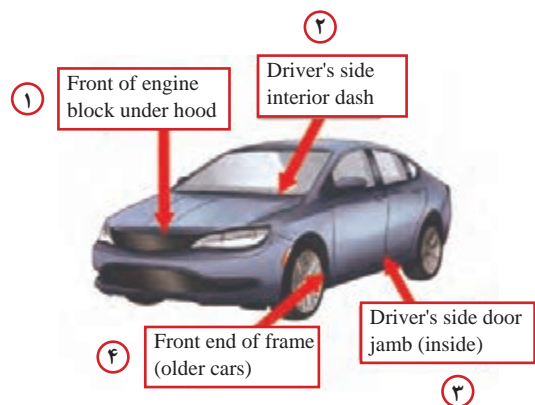 ۱
Front of engine
block under hood
۲
Driver's side
interior dash
۴
Front end of frame
(older cars)
Driver's side door
jamb (inside)
۳